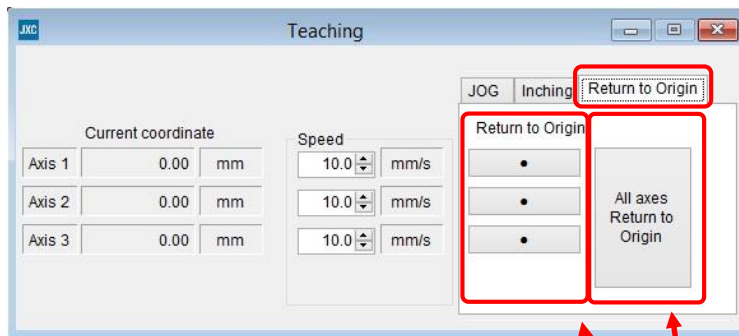 JXC Teaching
JOG Inching Return to Origin
Current coordinate Speed Return to Origin
Axis 1 0.00 mm 10.0 mm/s •
Axis 2 0.00 mm 10.0 mm/s •
Axis 3 0.00 mm 10.0 mm/s •
All axes
Return to
Origin